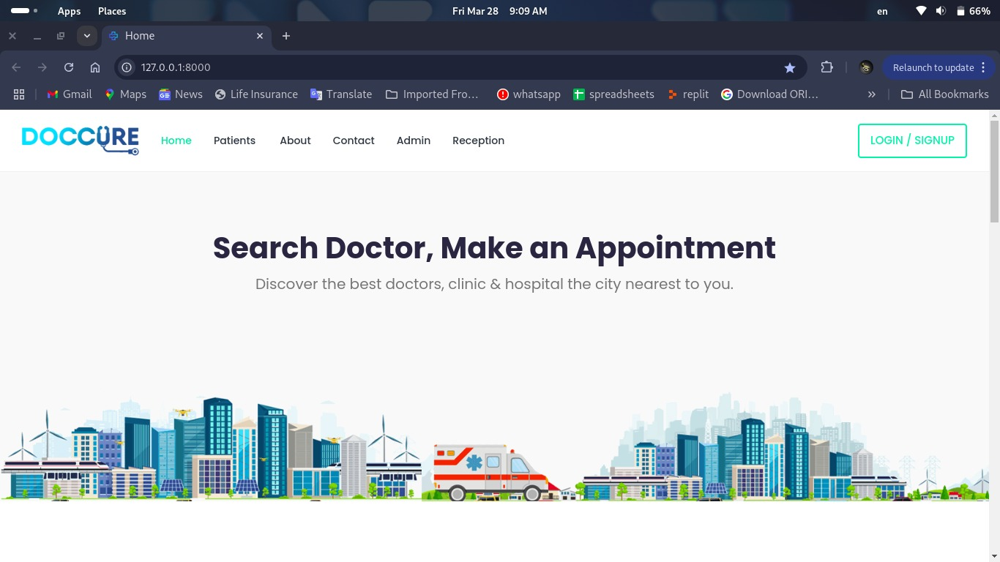 Apps Places Fri Mar 28 9:09 AM en 66%
Home
127.0.0.1:8000 Relaunch to update
Gmail Maps News Life Insurance Translate Imported Fro... whatsapp spreadsheets replit Download ORI... All Bookmarks
DOCCURE Home Patients About Contact Admin Reception LOGIN / SIGNUP
Search Doctor, Make an Appointment
Discover the best doctors, clinic & hospital the city nearest to you.